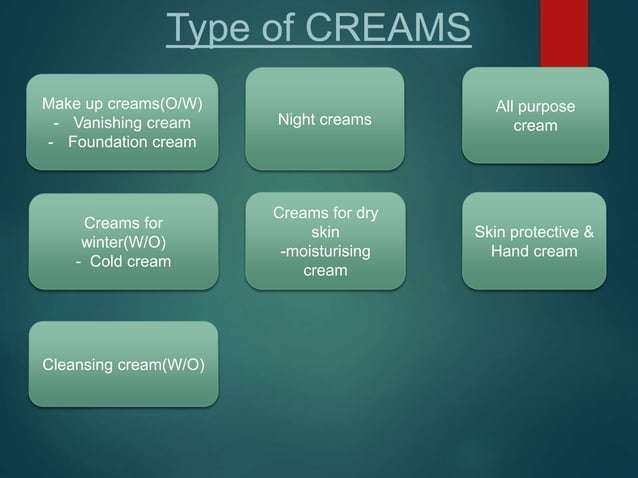 Type of CREAMS
Make up creams(O/W)
- Vanishing cream
- Foundation cream
Night creams
All purpose
cream
Creams for
winter(W/O)
- Cold cream
Creams for dry
skin
-moisturising
cream
Skin protective &
Hand cream
Cleansing cream(W/O)